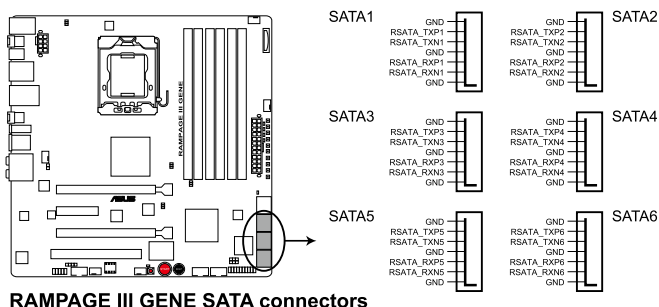 SATA1
GND
RSATA_TXP1
RSATA_TXN1
GND
RSATA_RXP1
RSATA_RXN1
GND
SATA2
GND
RSATA_TXP2
RSATA_TXN2
GND
RSATA_RXP2
RSATA_RXN2
GND
SATA3
GND
RSATA_TXP3
RSATA_TXN3
GND
RSATA_RXP3
RSATA_RXN3
GND
SATA4
GND
RSATA_TXP4
RSATA_TXN4
GND
RSATA_RXP4
RSATA_RXN4
GND
SATA5
GND
RSATA_TXP5
RSATA_TXN5
GND
RSATA_RXP5
RSATA_RXN5
GND
SATA6
GND
RSATA_TXP6
RSATA_TXN6
GND
RSATA_RXP6
RSATA_RXN6
GND
RAMPAGE III GENE
ASUS
RAMPAGE III GENE SATA connectors